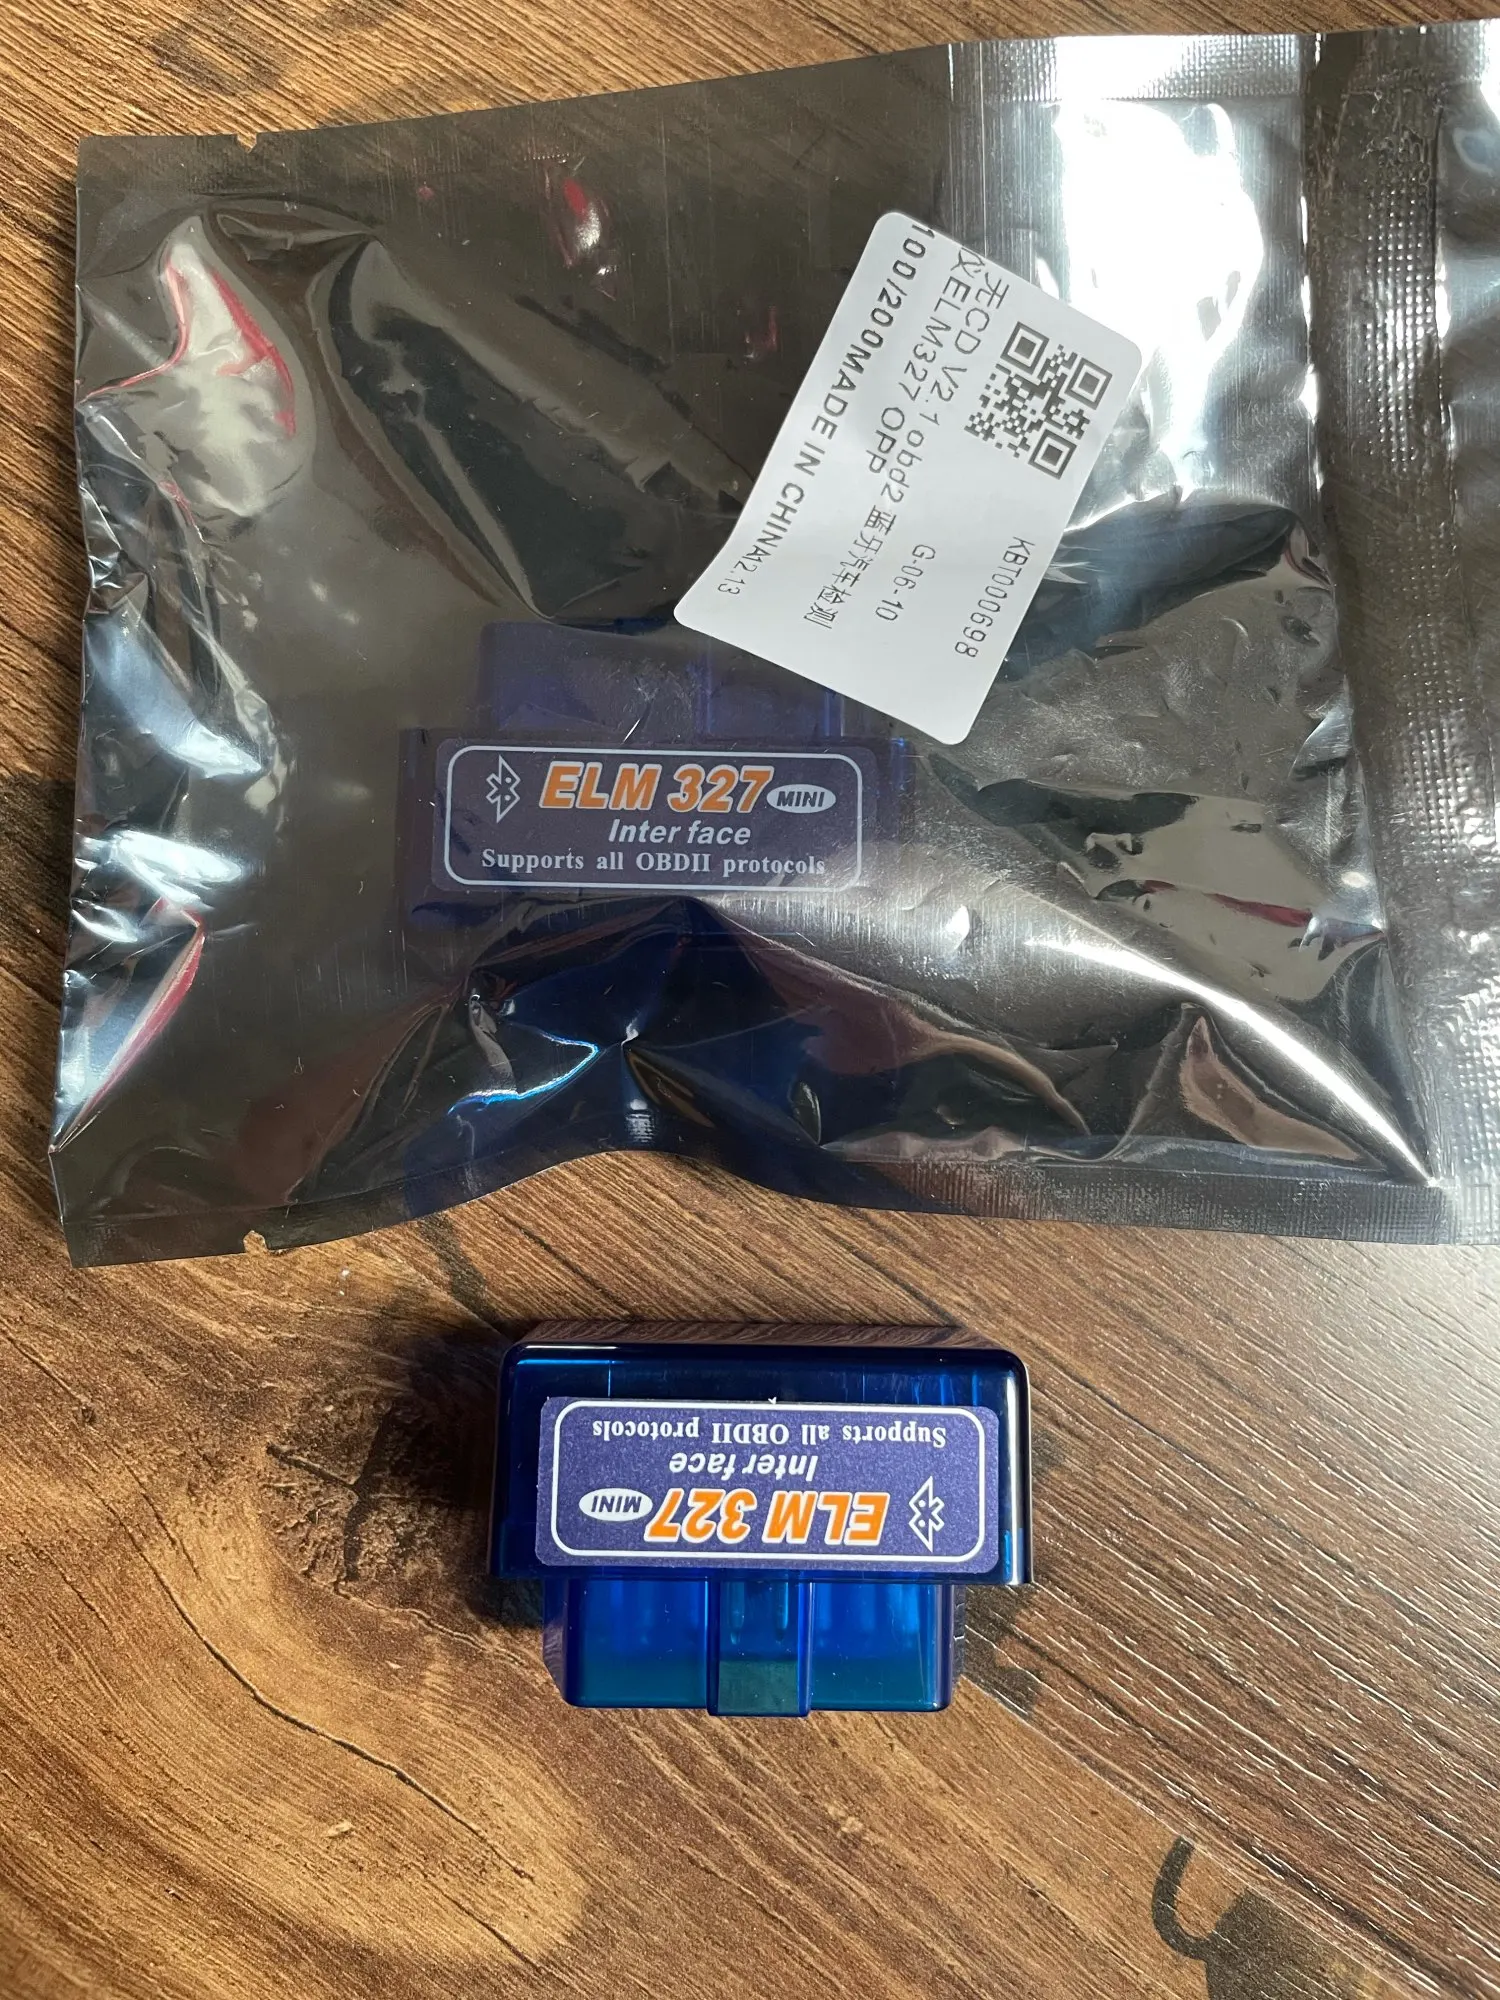 KBT000698
G-06-10
无CD V2.1 obd2 蓝牙汽车检测
仪ELM327 OPP
100/200MADE IN CHINA12.13
ELM 327 MINI
Inter face
Supports all OBDII protocols
ELM 327 MINI
Inter face
Supports all OBDII protocols